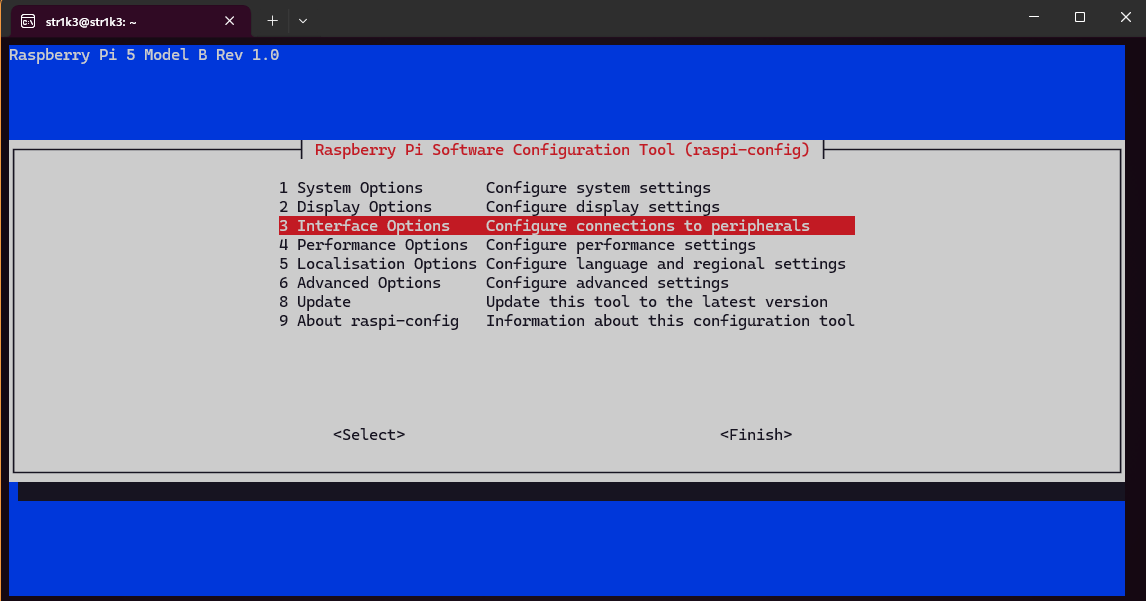 str1k3@str1k3: ~
Raspberry Pi 5 Model B Rev 1.0
Raspberry Pi Software Configuration Tool (raspi-config)
1 System Options Configure system settings
2 Display Options Configure display settings
3 Interface Options Configure connections to peripherals
4 Performance Options Configure performance settings
5 Localisation Options Configure language and regional settings
6 Advanced Options Configure advanced settings
8 Update Update this tool to the latest version
9 About raspi-config Information about this configuration tool
<Select> <Finish>